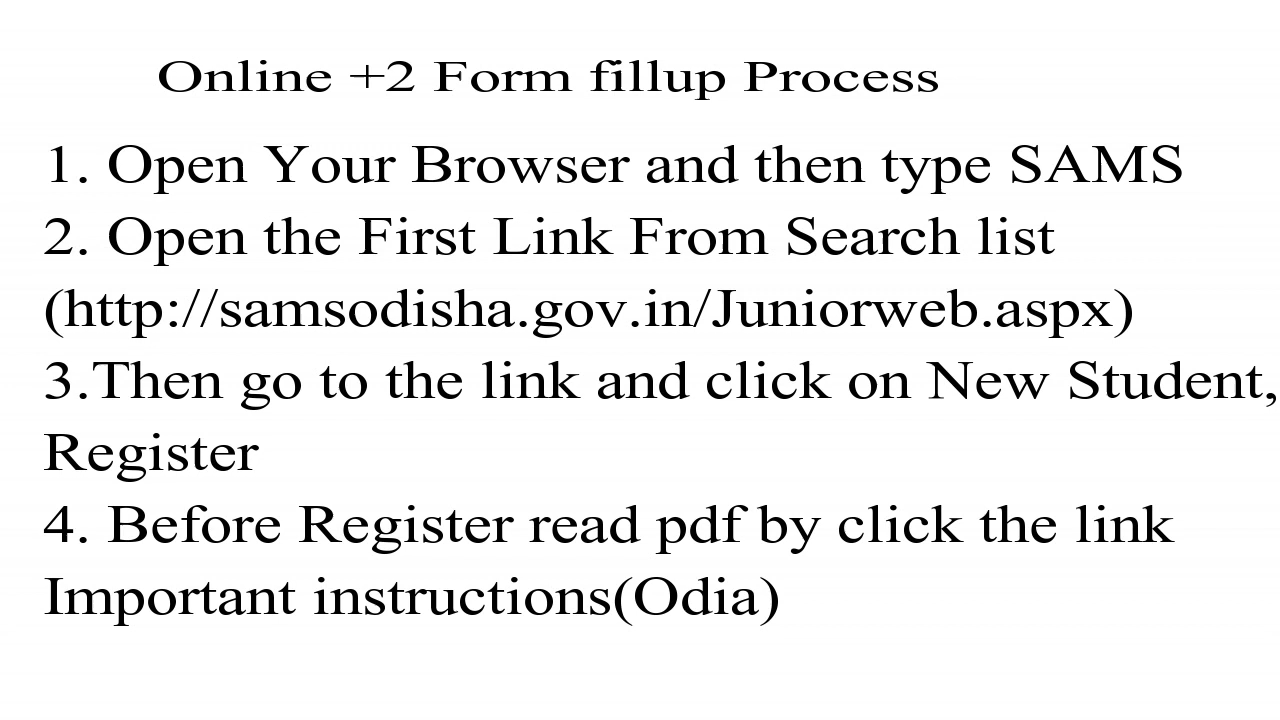 Online +2 Form fillup Process
1. Open Your Browser and then type SAMS
2. Open the First Link From Search list
(http://samsodisha.gov.in/Juniorweb.aspx)
3.Then go to the link and click on New Student,
Register
4. Before Register read pdf by click the link
Important instructions(Odia)